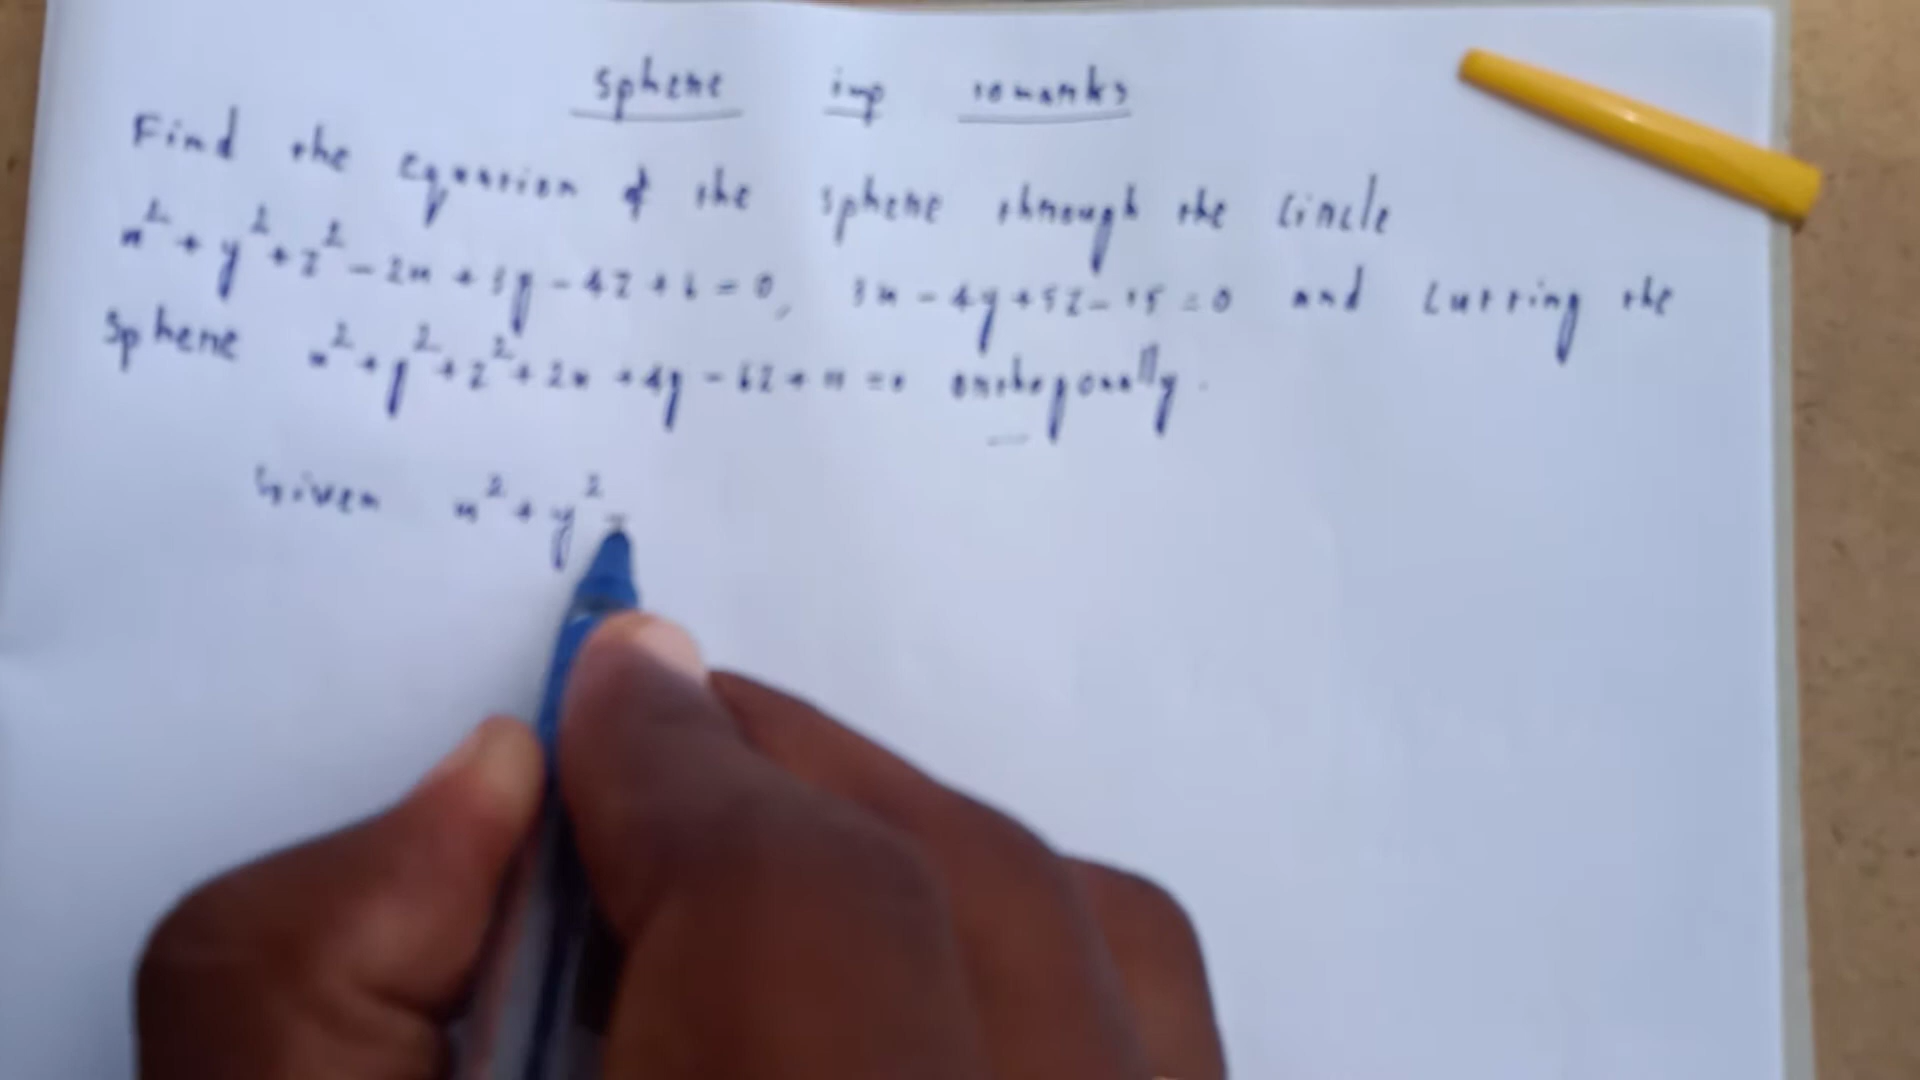 Sphere imp remarks
Find the equation of the sphere through the circle
x² + y² + z² - 2x + 3y - 4z + 6 = 0, 3x - 4y + 5z - 15 = 0 and cutting the
Sphere x² + y² + z² + 2x + 4y - 6z + 11 = 0 orthogonally.
Given x² + y²